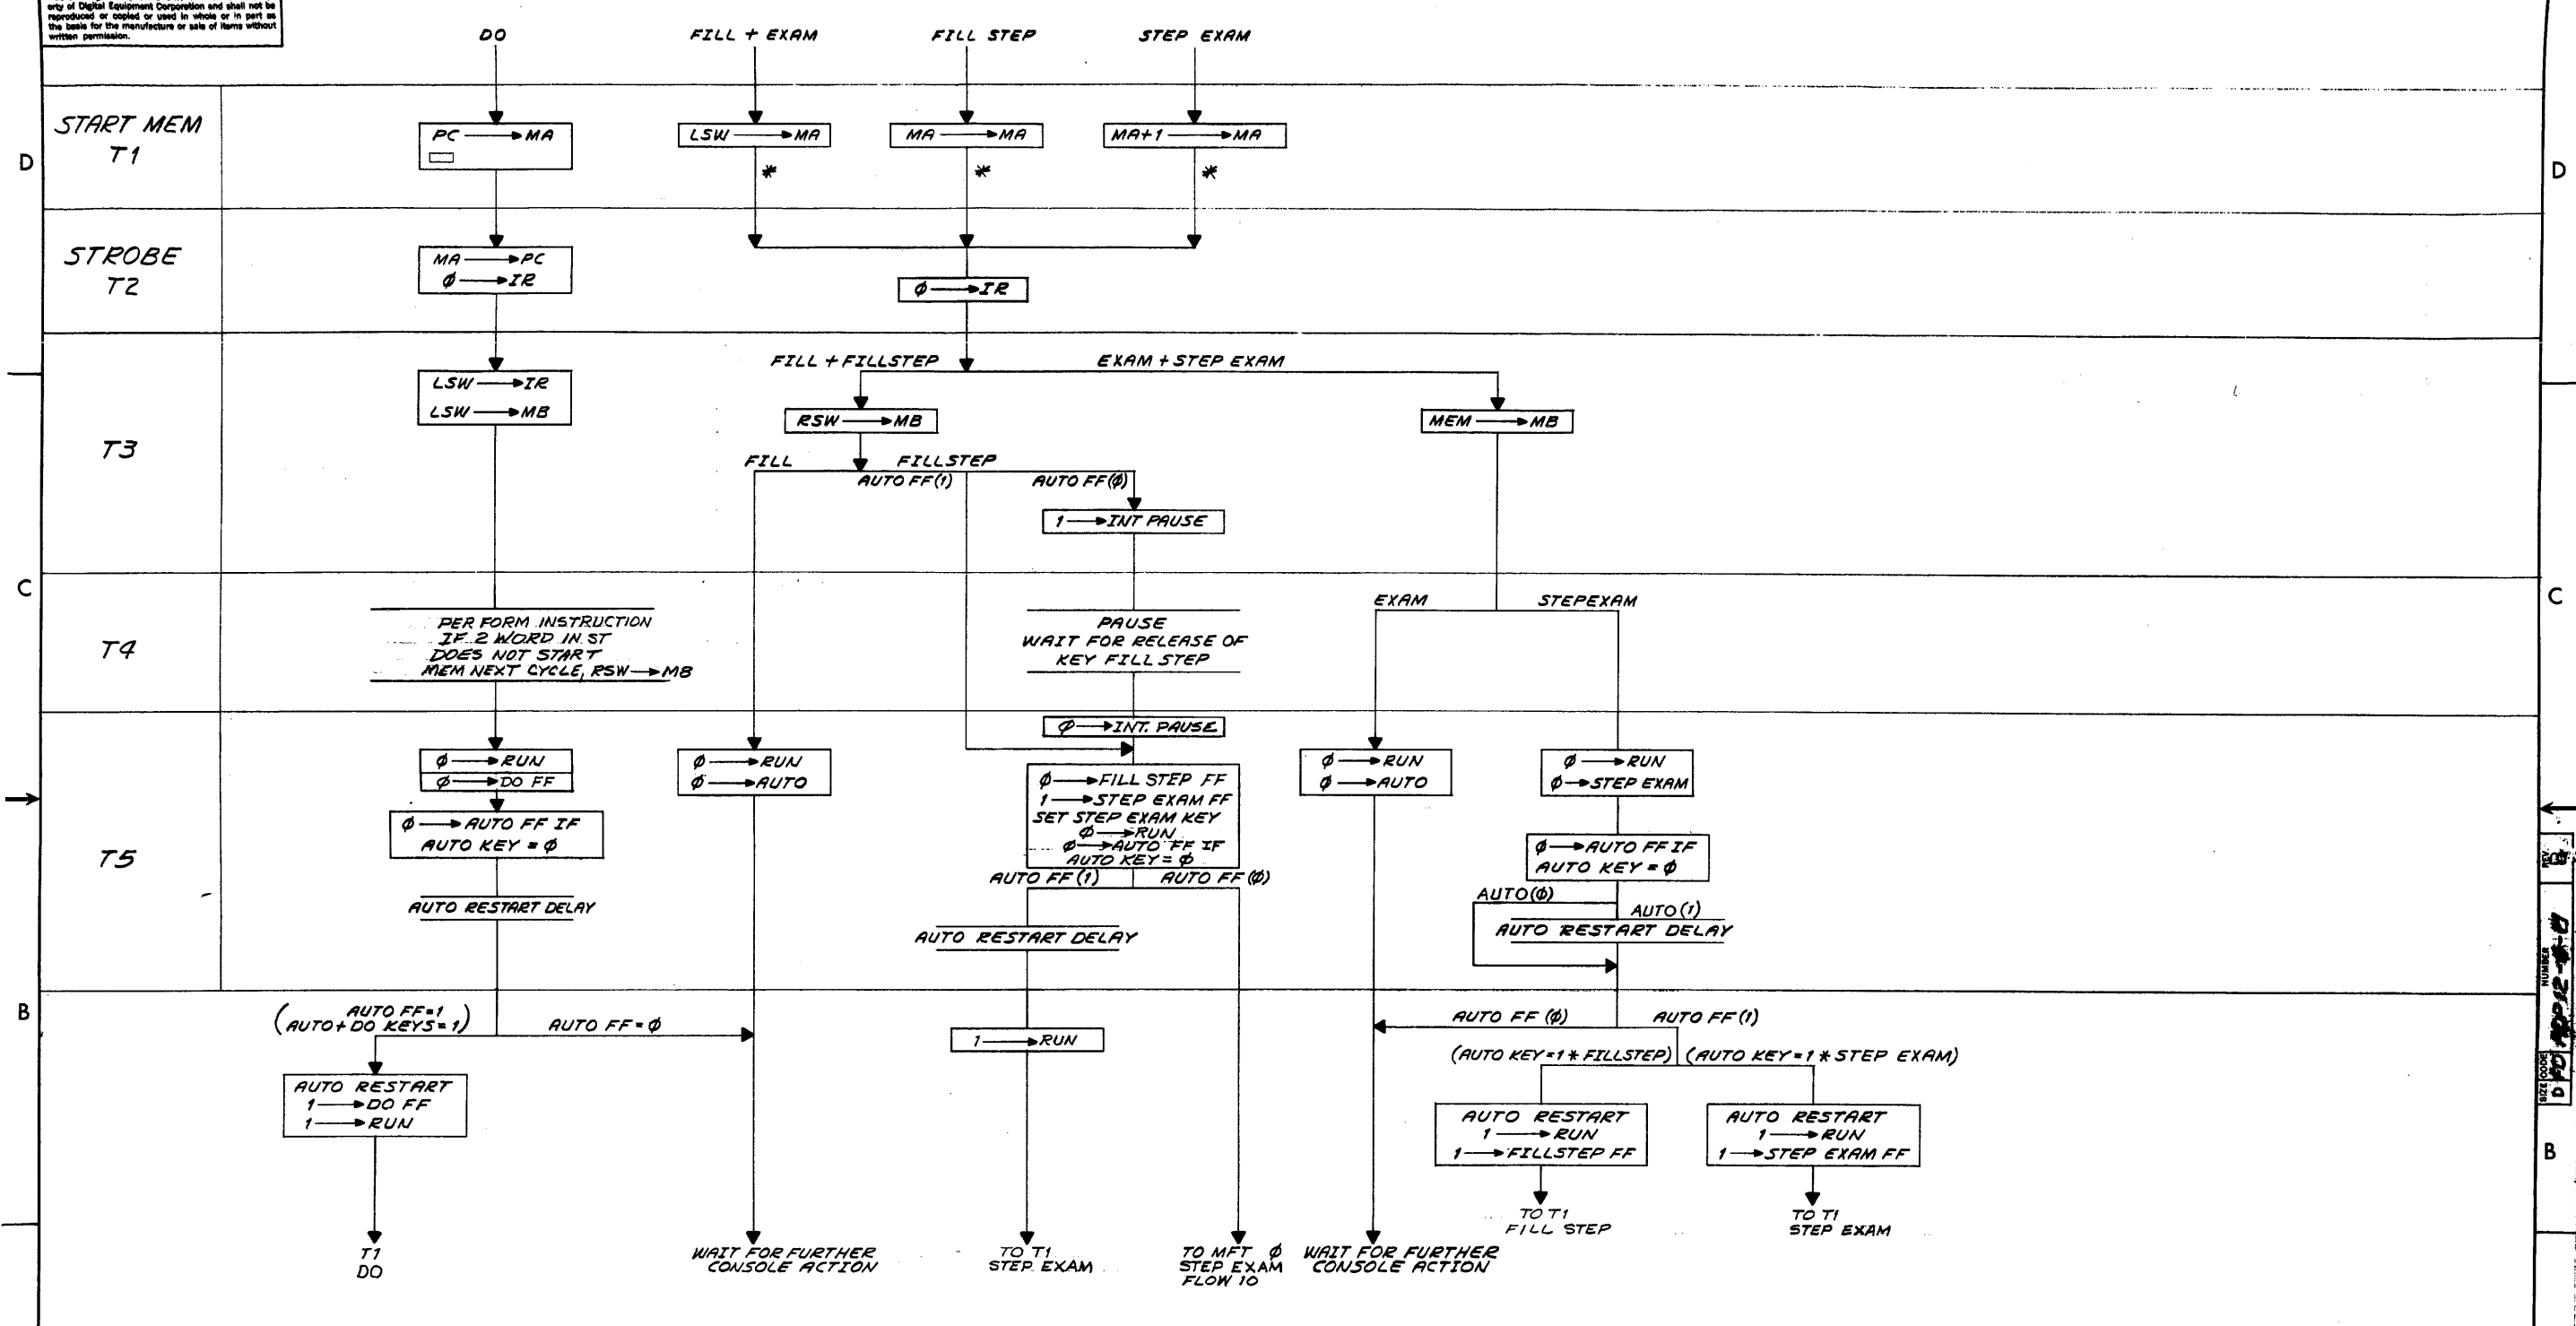 erty of Digital Equipment Corporation and shall not be
reproduced or copied or used in whole or in part as
the basis for the manufacture or sale of items without
written permission.
DO
FILL + EXAM
FILL STEP
STEP EXAM
D
START MEM
T1
PC → MA
LSW → MA
MA → MA
MA+1 → MA
D
*
*
*
STROBE
T2
MA → PC
Ø → IR
Ø → IR
T3
LSW → IR
LSW → MB
FILL + FILLSTEP
EXAM + STEP EXAM
RSW → MB
MEM → MB
FILL
FILLSTEP
AUTO FF(1)
AUTO FF(Ø)
1 → INT PAUSE
C
C
T4
PER FORM INSTRUCTION
IF 2 WORD INST
DOES NOT START
MEM NEXT CYCLE, RSW → MB
PAUSE
WAIT FOR RELEASE OF
KEY FILL STEP
EXAM
STEPEXAM
T5
Ø → RUN
Ø → DO FF
Ø → AUTO FF IF
AUTO KEY = Ø
AUTO RESTART DELAY
Ø → RUN
Ø → AUTO
Ø → INT. PAUSE
Ø → FILL STEP FF
1 → STEP EXAM FF
SET STEP EXAM KEY
Ø → RUN
Ø → AUTO FF IF
AUTO KEY = Ø
AUTO FF (1)
AUTO FF (Ø)
AUTO RESTART DELAY
Ø → RUN
Ø → AUTO
Ø → RUN
Ø → STEP EXAM
Ø → AUTO FF IF
AUTO KEY = Ø
AUTO(Ø)
AUTO(1)
AUTO RESTART DELAY
REV.
NUMBER
SIZE CODE
D FD
B
AUTO FF=1
(AUTO+DO KEYS=1)
AUTO FF=Ø
AUTO RESTART
1 → DO FF
1 → RUN
1 → RUN
AUTO FF (Ø)
AUTO FF(1)
(AUTO KEY=1 * FILLSTEP)
(AUTO KEY=1 * STEP EXAM)
AUTO RESTART
1 → RUN
1 → FILLSTEP FF
AUTO RESTART
1 → RUN
1 → STEP EXAM FF
B
TO T1
FILL STEP
TO T1
STEP EXAM
T1
DO
WAIT FOR FURTHER
CONSOLE ACTION
TO T1
STEP EXAM
TO MFT Ø
STEP EXAM
FLOW 10
WAIT FOR FURTHER
CONSOLE ACTION